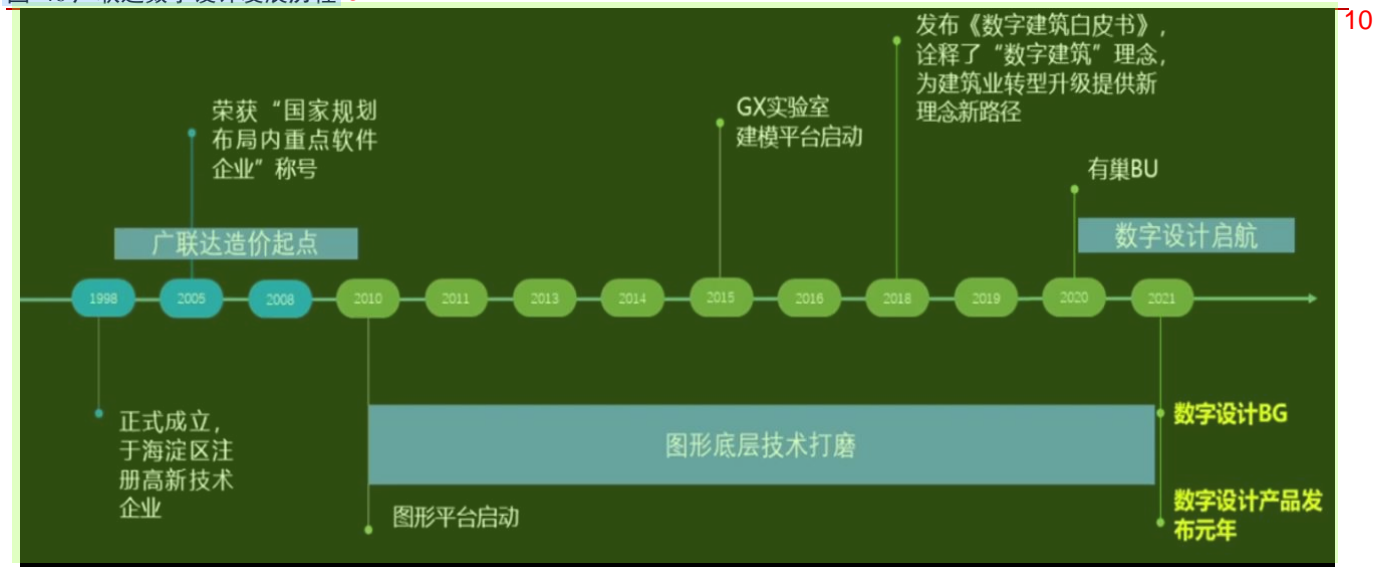 10
发布《数字建筑白皮书》，
诠释了“数字建筑”理念，
为建筑业转型升级提供新
理念新路径
荣获“国家规划
布局内重点软件
企业”称号
GX实验室
建模平台启动
有巢BU
广联达造价起点
数字设计启航
1998
2005
2008
2010
2011
2013
2014
2015
2016
2018
2019
2020
2021
正式成立，
于海淀区注
册高新技术
企业
图形底层技术打磨
图形平台启动
数字设计BG
数字设计产品发
布元年